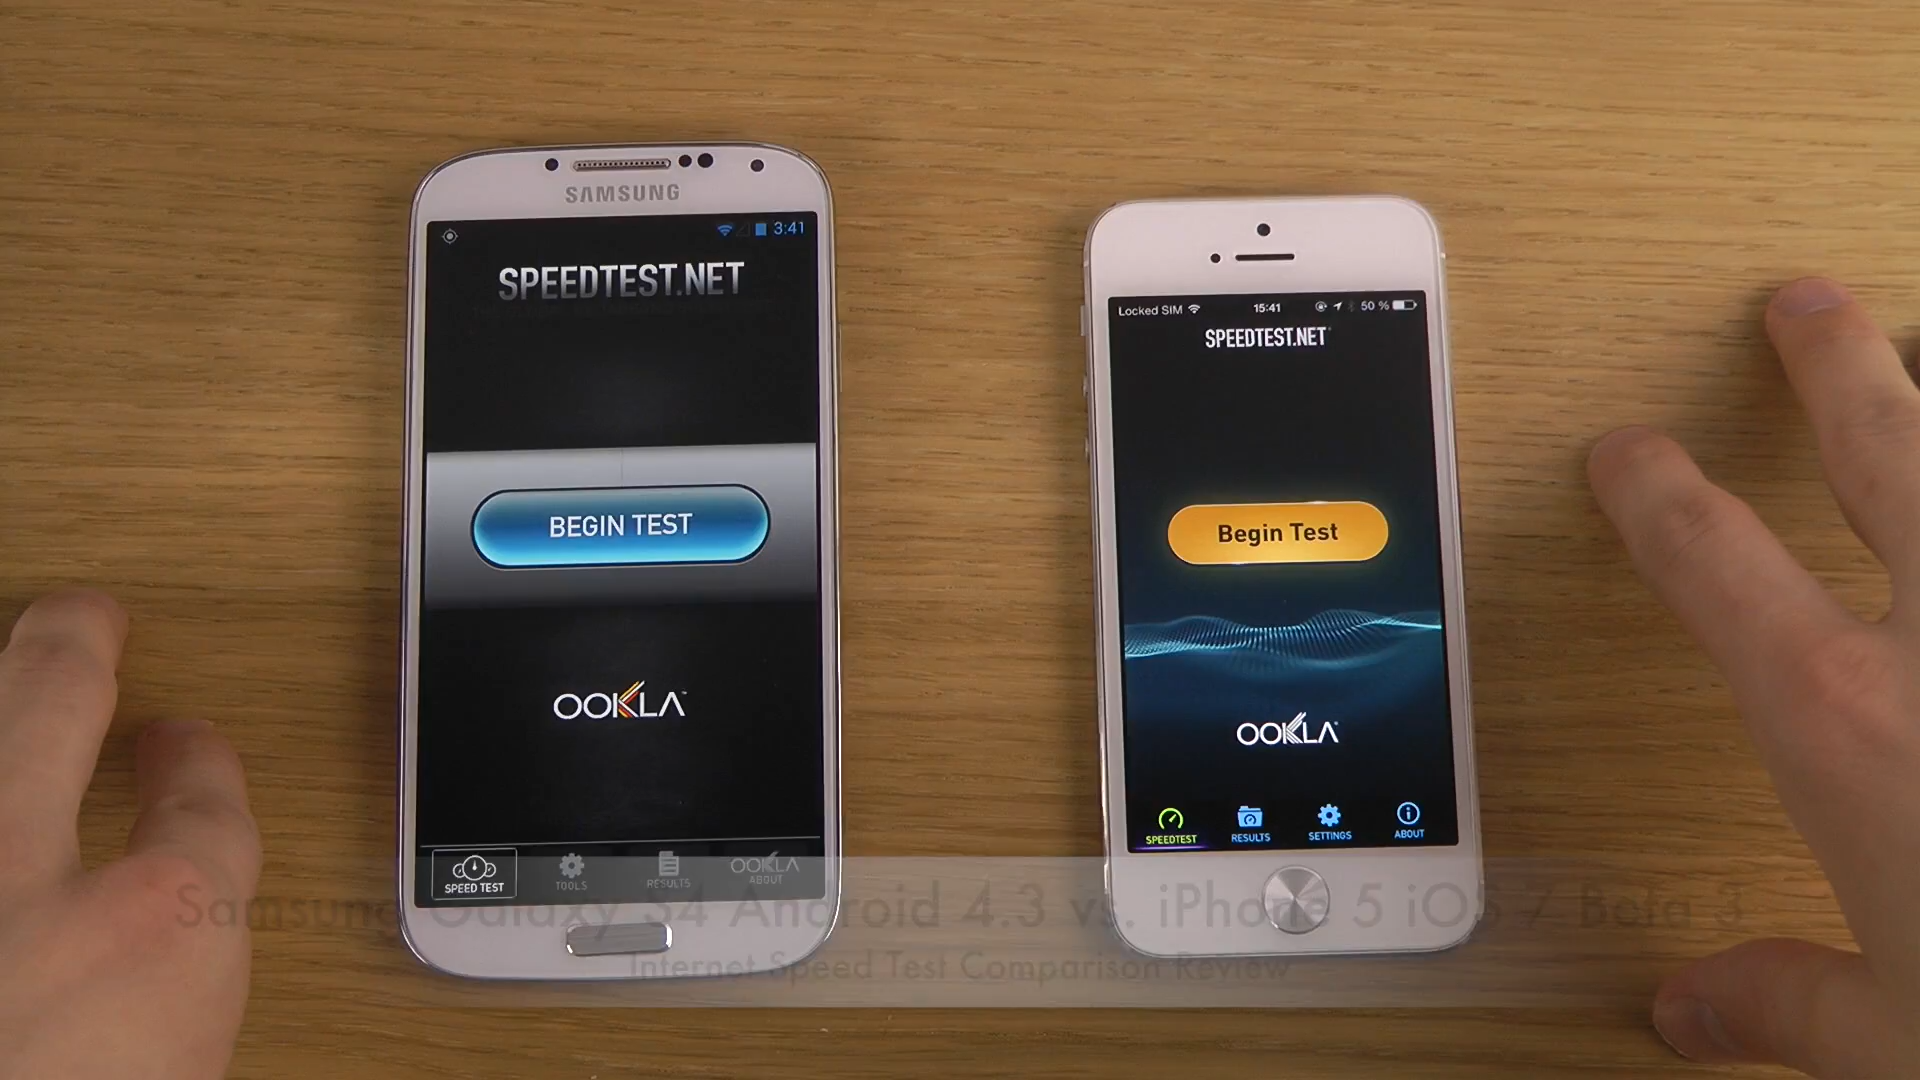 SAMSUNG
3:41
SPEEDTEST.NET
BEGIN TEST
OOKLA™
SPEED TEST
TOOLS
RESULTS
OOKLA
ABOUT
Locked SIM
15:41
50 %
SPEEDTEST.NET
Begin Test
OOKLA
SPEEDTEST
RESULTS
SETTINGS
ABOUT
Samsung Galaxy S4 Android 4.3 vs. iPhone 5 iOS 7 Beta 3
Internet Speed Test Comparison Review